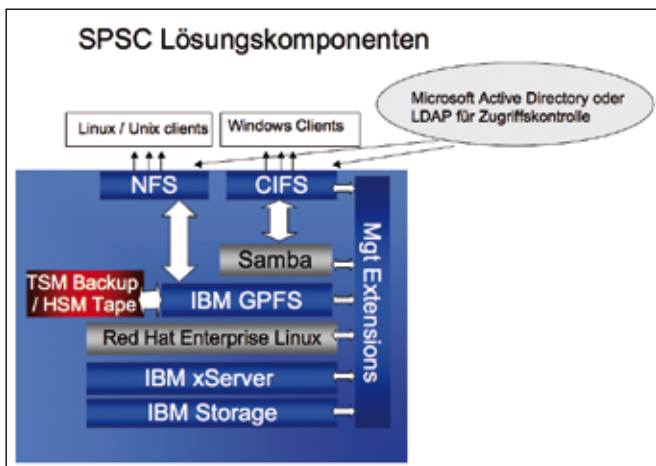 SPSC Lösungskomponenten
Microsoft Active Directory oder
LDAP für Zugriffskontrolle
Linux / Unix clients
Windows Clients
NFS
CIFS
Mgt Extensions
Samba
TSM Backup
/ HSM Tape
IBM GPFS
Red Hat Enterprise Linux
IBM xServer
IBM Storage